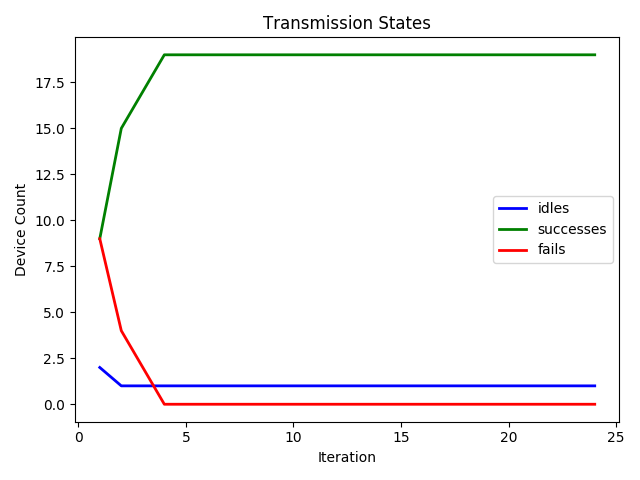 Transmission States
Device Count
17.5
15.0
12.5
10.0
7.5
5.0
2.5
0.0
idles
successes
fails
0 5 10 15 20 25
Iteration